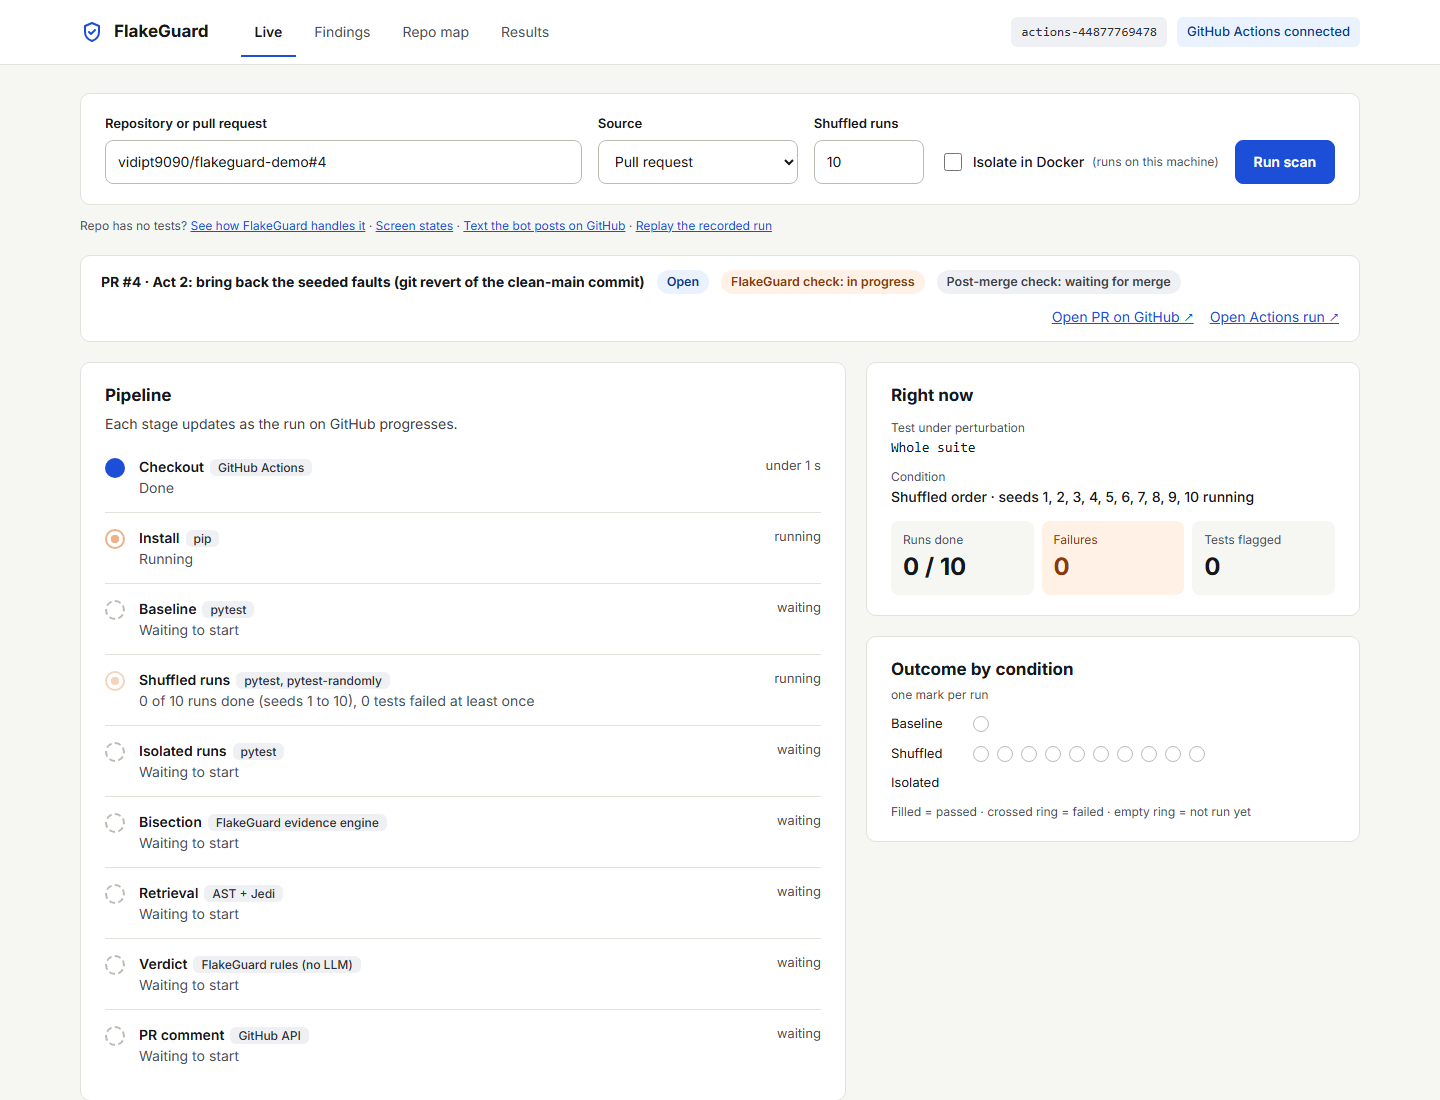 FlakeGuard
Live
Findings
Repo map
Results
actions-44877769478
GitHub Actions connected
Repository or pull request
Source
Shuffled runs
vidipt9090/flakeguard-demo#4
Pull request
10
Isolate in Docker (runs on this machine)
Run scan
Repo has no tests? See how FlakeGuard handles it · Screen states · Text the bot posts on GitHub · Replay the recorded run
PR #4 · Act 2: bring back the seeded faults (git revert of the clean-main commit)
Open
FlakeGuard check: in progress
Post-merge check: waiting for merge
Open PR on GitHub ↗
Open Actions run ↗
Pipeline
Each stage updates as the run on GitHub progresses.
Checkout GitHub Actions under 1 s
Done
Install pip running
Running
Baseline pytest waiting
Waiting to start
Shuffled runs pytest, pytest-randomly running
0 of 10 runs done (seeds 1 to 10), 0 tests failed at least once
Isolated runs pytest waiting
Waiting to start
Bisection FlakeGuard evidence engine waiting
Waiting to start
Retrieval AST + Jedi waiting
Waiting to start
Verdict FlakeGuard rules (no LLM) waiting
Waiting to start
PR comment GitHub API waiting
Waiting to start
Right now
Test under perturbation
Whole suite
Condition
Shuffled order · seeds 1, 2, 3, 4, 5, 6, 7, 8, 9, 10 running
Runs done
0 / 10
Failures
0
Tests flagged
0
Outcome by condition
one mark per run
Baseline
Shuffled
Isolated
Filled = passed · crossed ring = failed · empty ring = not run yet